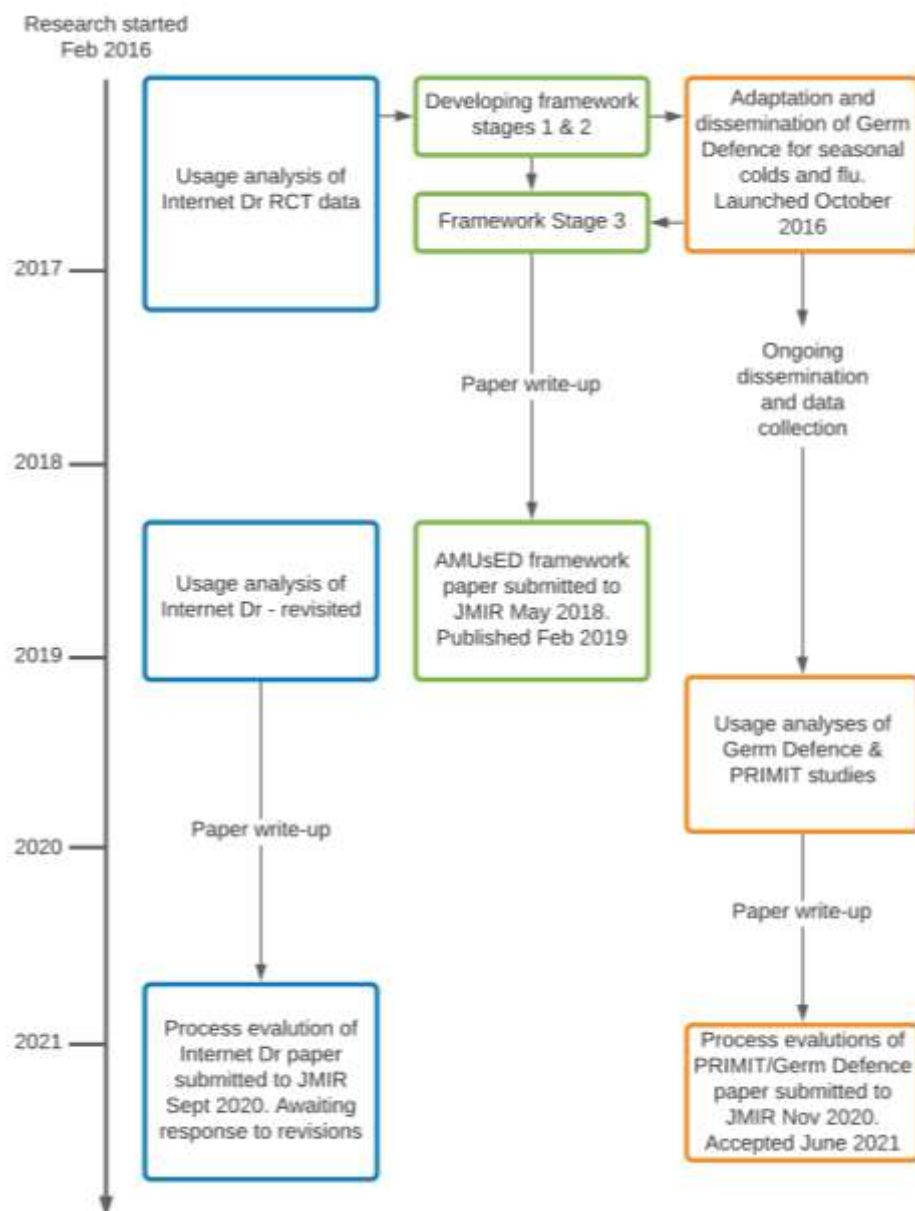 Research started
Feb 2016
Usage analysis of
Internet Dr RCT data
Developing framework
stages 1 & 2
Adaptation and
dissemination of Germ
Defence for seasonal
colds and flu.
Launched October
2016
Framework Stage 3
2017
Paper write-up
Ongoing
dissemination
and data
collection
2018
Usage analysis of
Internet Dr - revisited
AMUsED framework
paper submitted to
JMIR May 2018.
Published Feb 2019
2019
Usage analyses of
Germ Defence &
PRIMIT studies
Paper write-up
2020
Paper write-up
2021
Process evalution of
Internet Dr paper
submitted to JMIR
Sept 2020. Awaiting
response to revisions
Process evalutions of
PRIMIT/Germ Defence
paper submitted to
JMIR Nov 2020.
Accepted June 2021